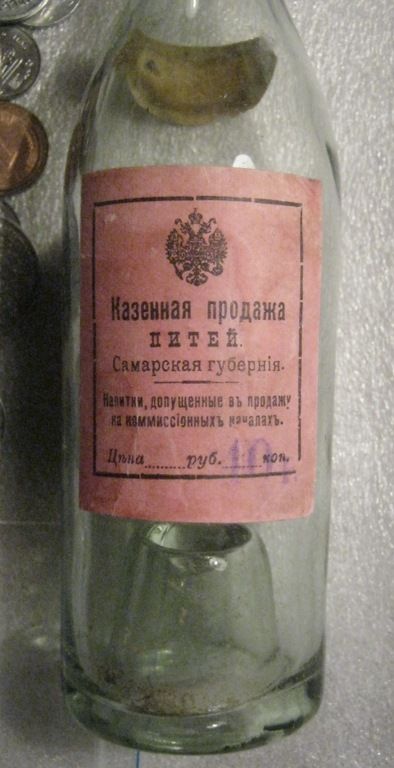 Казенная продажа
ПИТЕЙ.
Самарская губернія.
Напитки, допущенные въ продажу
на коммиссіонныхъ началахъ.
Цѣна ........ руб. 10 коп.